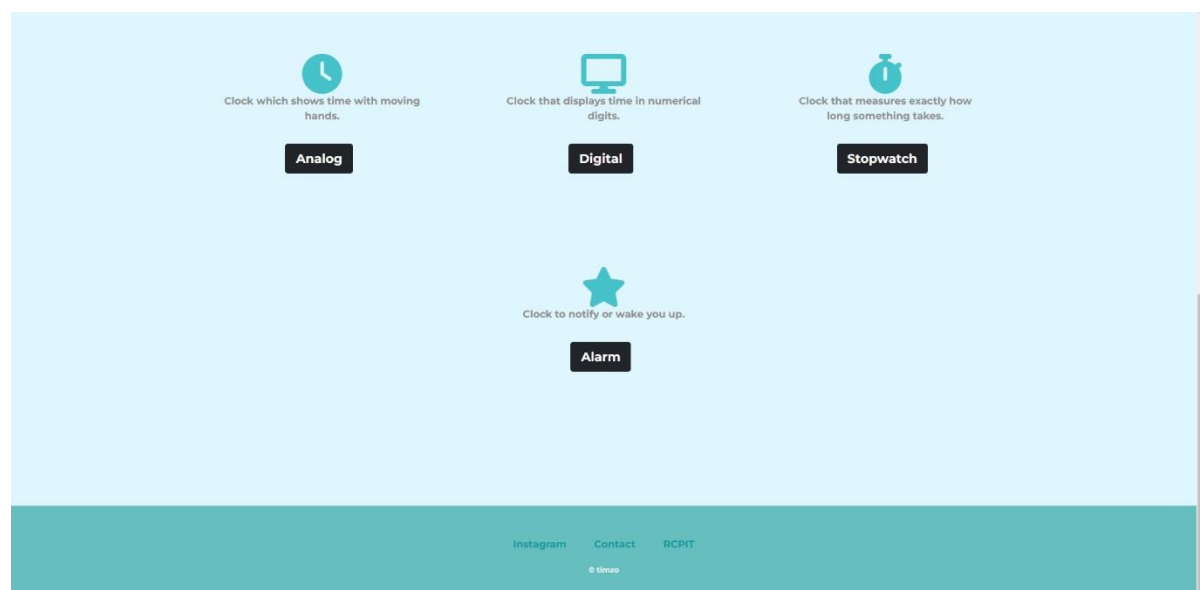 Clock which shows time with moving
hands.
Analog
Clock that displays time in numerical
digits.
Digital
Clock that measures exactly how
long something takes.
Stopwatch
Clock to notify or wake you up.
Alarm
Instagram Contact RCPIT
© timzo